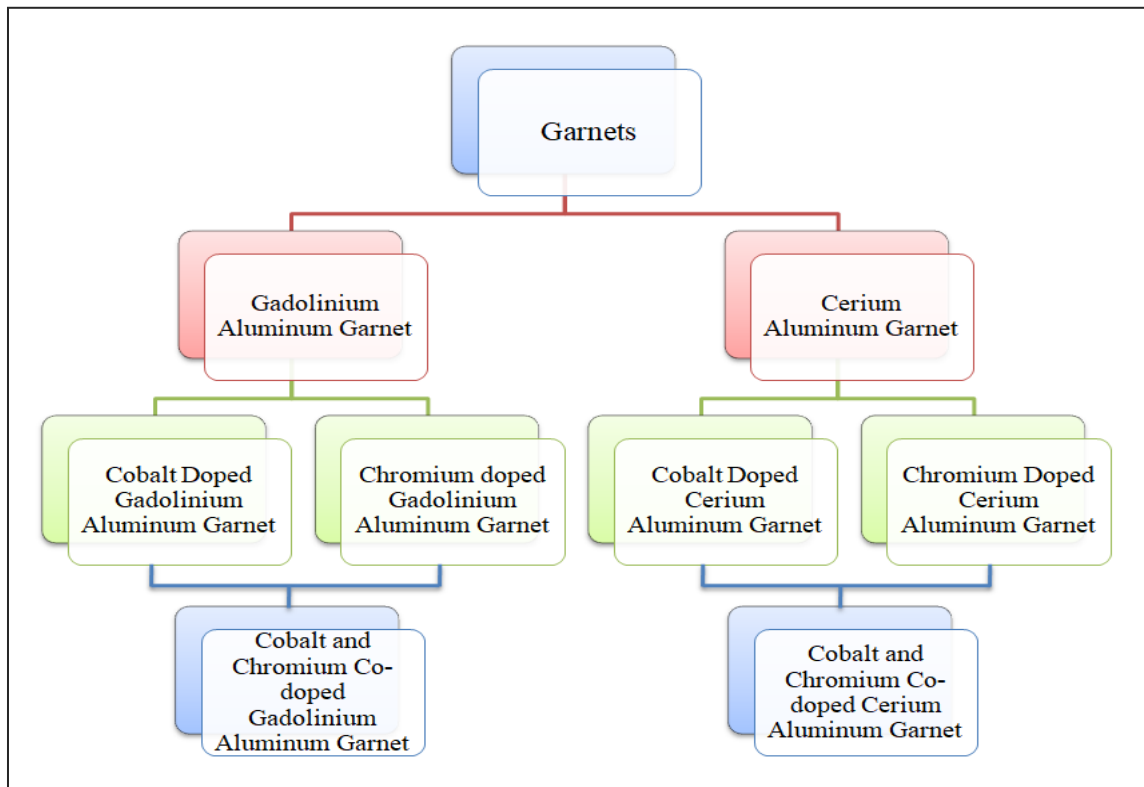 Garnets
Gadolinium
Aluminum Garnet
Cerium
Aluminum Garnet
Cobalt Doped
Gadolinium
Aluminum Garnet
Chromium doped
Gadolinium
Aluminum Garnet
Cobalt Doped
Cerium
Aluminum Garnet
Chromium Doped
Cerium
Aluminum Garnet
Cobalt and
Chromium Co-
doped
Gadolinium
Aluminum Garnet
Cobalt and
Chromium Co-
doped Cerium
Aluminum Garnet